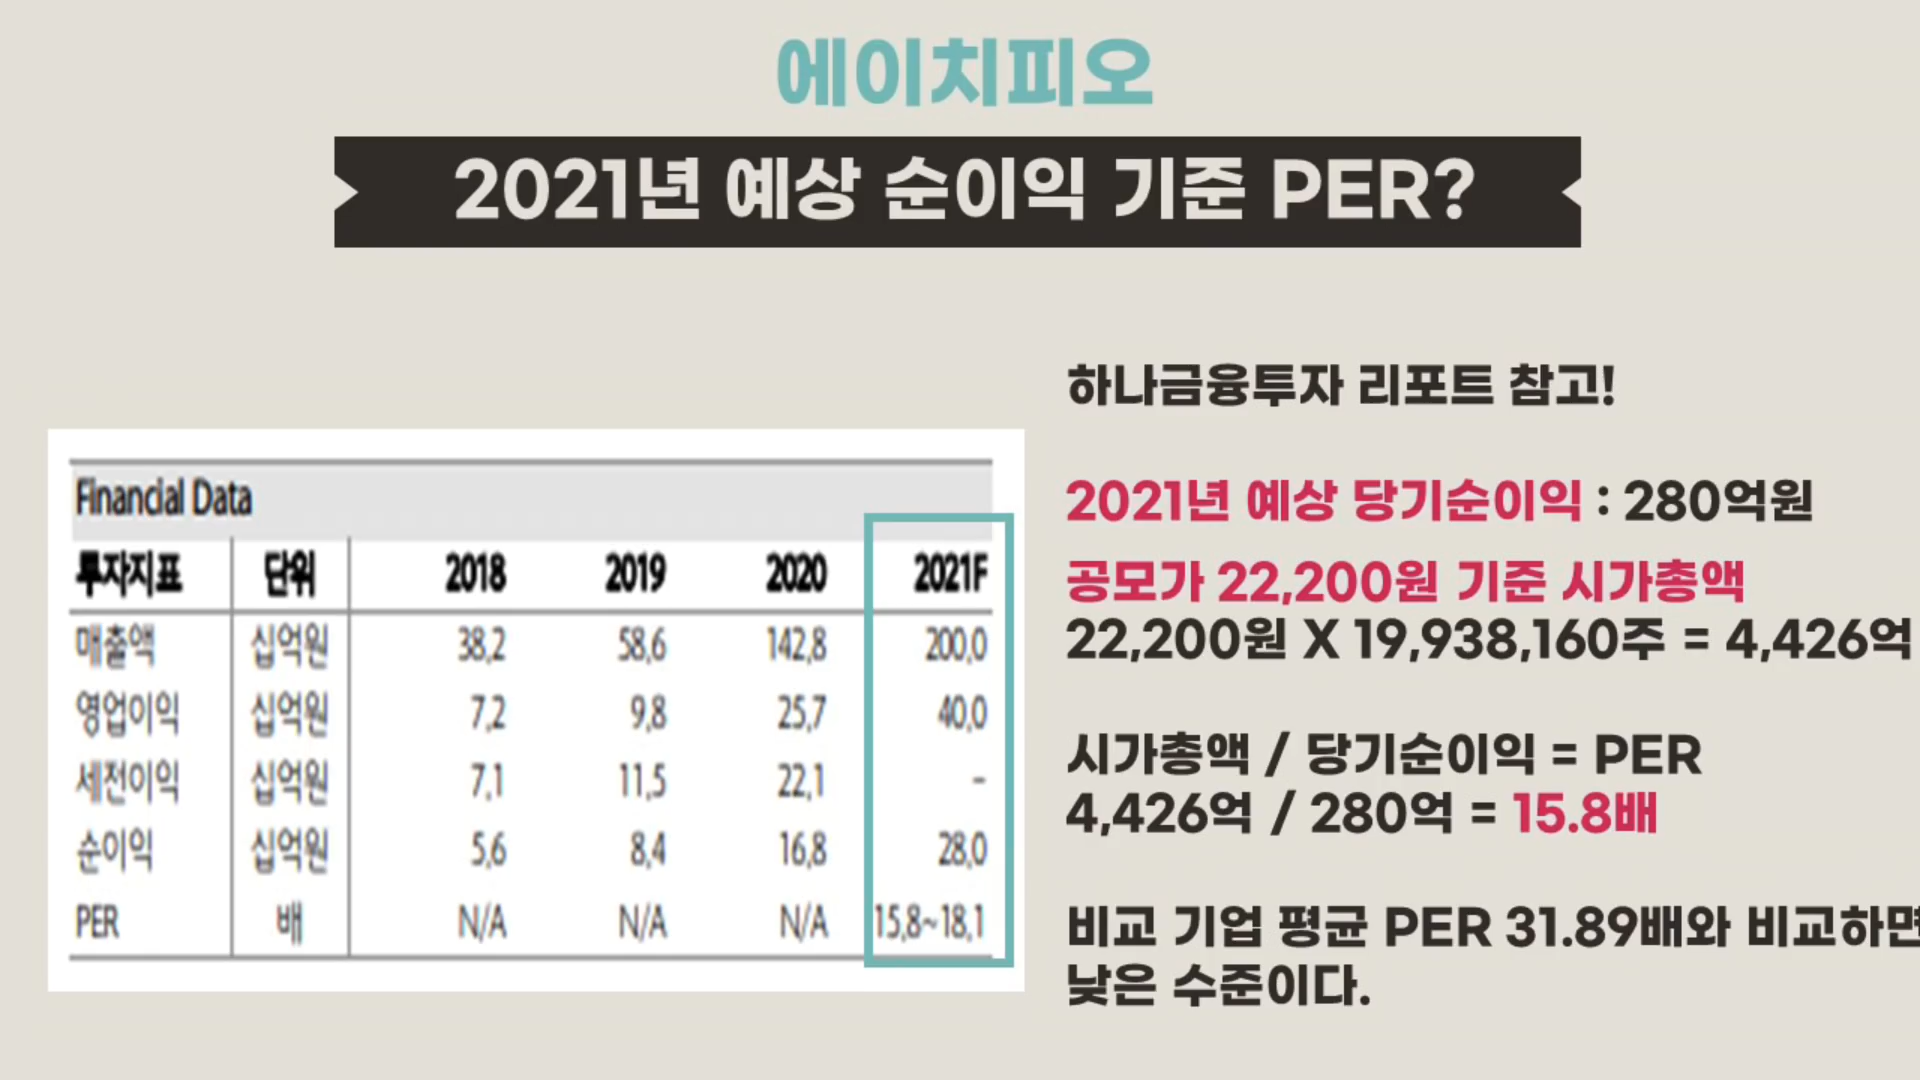 에이치피오
2021년 예상 순이익 기준 PER?
하나금융투자 리포트 참고!
Financial Data
투자지표 단위 2018 2019 2020 2021F
매출액 십억원 38,2 58,6 142,8 200,0
영업이익 십억원 7,2 9,8 25,7 40,0
세전이익 십억원 7,1 11,5 22,1 –
순이익 십억원 5,6 8,4 16,8 28,0
PER 배 N/A N/A N/A 15,8~18,1
2021년 예상 당기순이익 : 280억원
공모가 22,200원 기준 시가총액
22,200원 X 19,938,160주 = 4,426억
시가총액 / 당기순이익 = PER
4,426억 / 280억 = 15.8배
비교 기업 평균 PER 31.89배와 비교하면
낮은 수준이다.